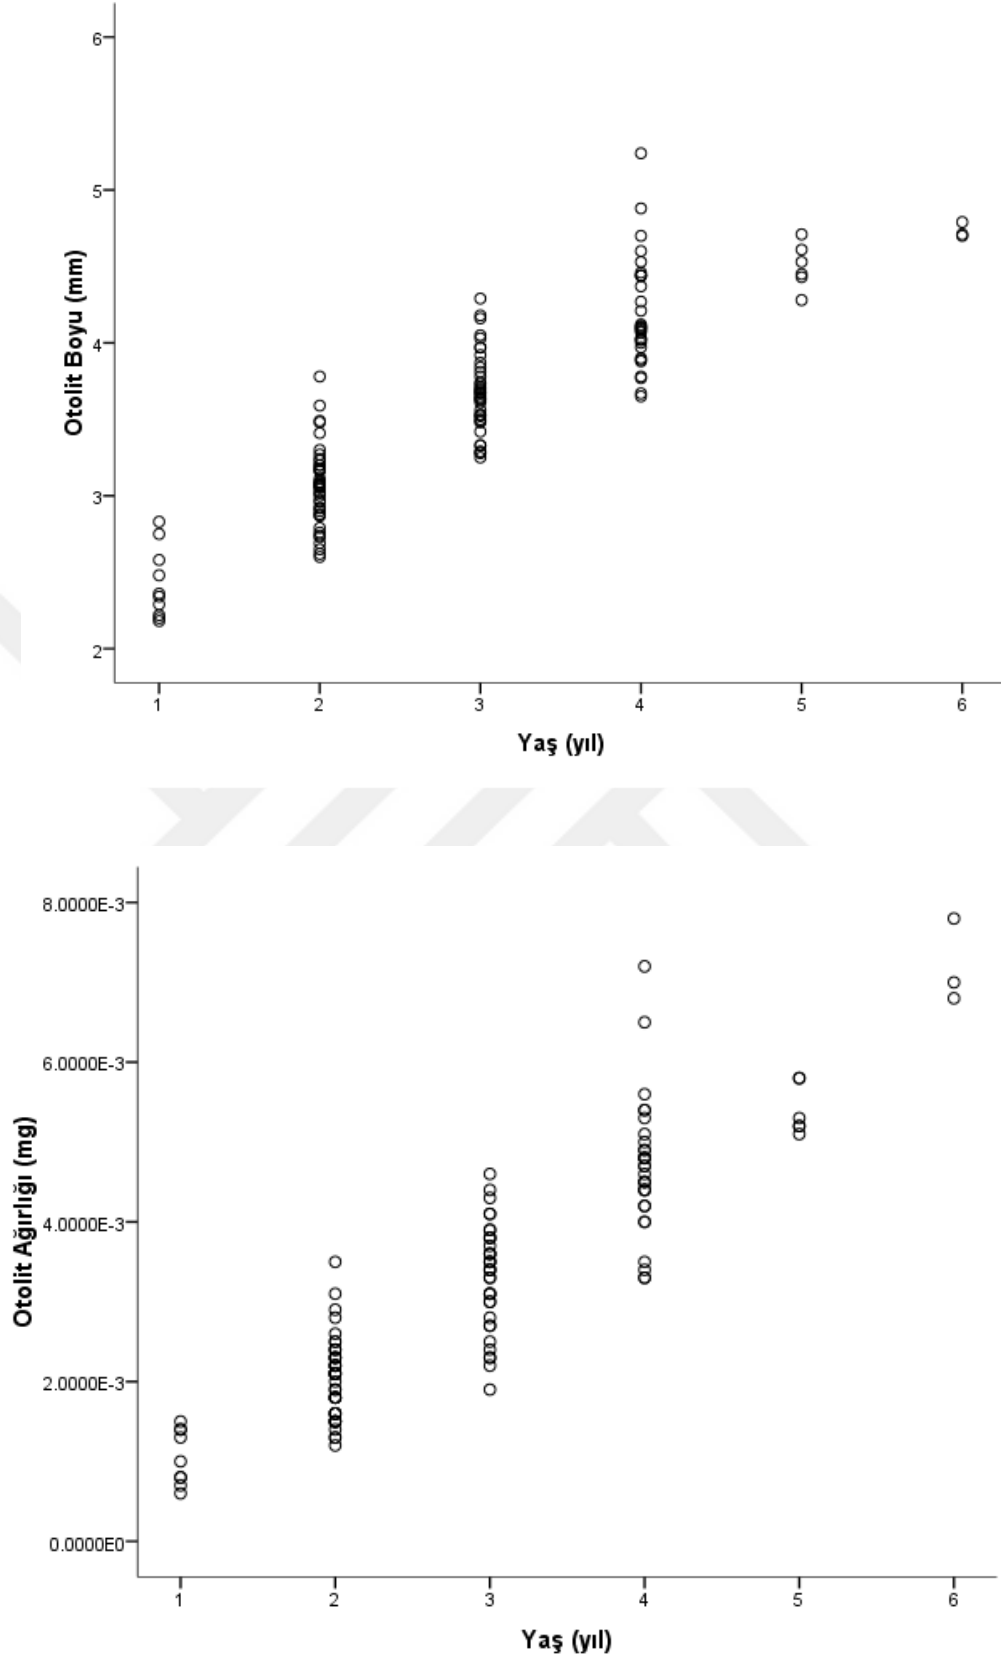 6
5
Otolit Boyu (mm)
4
3
2
1 2 3 4 5 6
Yaş (yıl)
8.0000E-3
6.0000E-3
Otolit Ağırlığı (mg)
4.0000E-3
2.0000E-3
0.0000E0
1 2 3 4 5 6
Yaş (yıl)